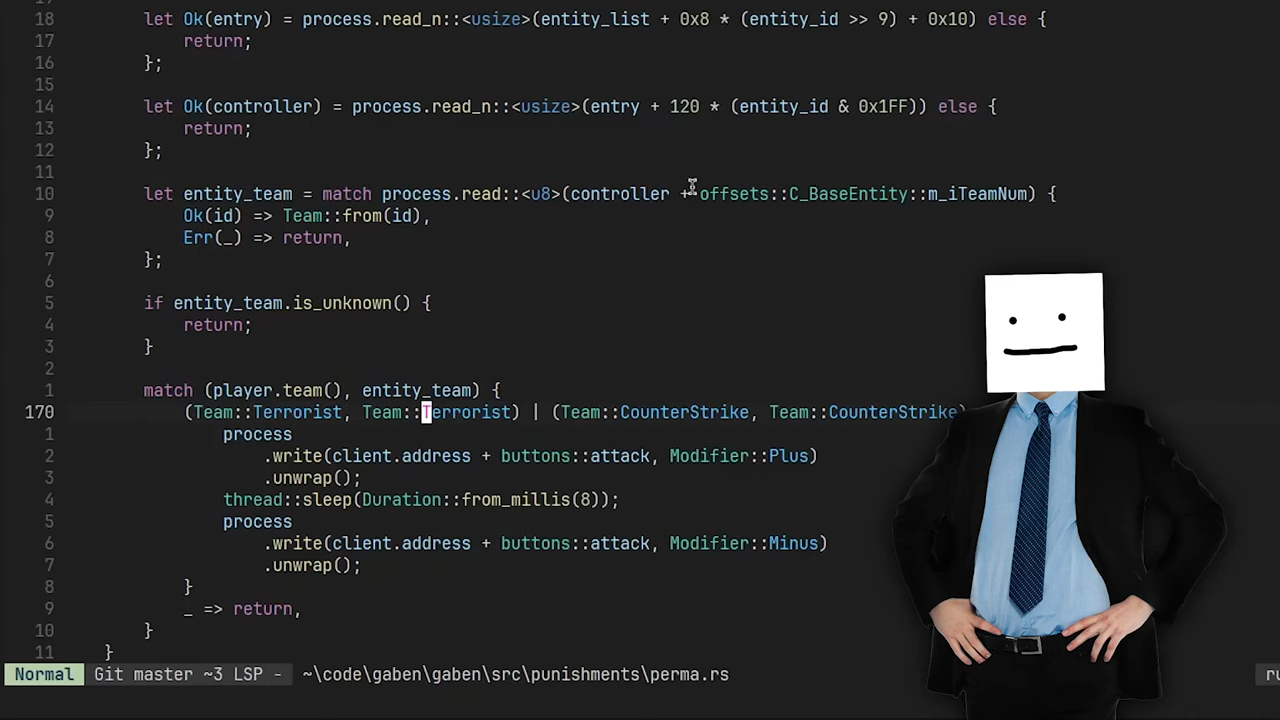 17
18 let Ok(entry) = process.read_n::<usize>(entity_list + 0x8 * (entity_id >> 9) + 0x10) else {
17 return;
16 };
15
14 let Ok(controller) = process.read_n::<usize>(entry + 120 * (entity_id & 0x1FF)) else {
13 return;
12 };
11
10 let entity_team = match process.read::<u8>(controller + offsets::C_BaseEntity::m_iTeamNum) {
9 Ok(id) => Team::from(id),
8 Err(_) => return,
7 };
6
5 if entity_team.is_unknown() {
4 return;
3 }
2
1 match (player.team(), entity_team) {
170 (Team::Terrorist, Team::Terrorist) | (Team::CounterStrike, Team::CounterStrike)
1 process
2 .write(client.address + buttons::attack, Modifier::Plus)
3 .unwrap();
4 thread::sleep(Duration::from_millis(8));
5 process
6 .write(client.address + buttons::attack, Modifier::Minus)
7 .unwrap();
8 }
9 _ => return,
10 }
11 }
Normal Git master ~3 LSP - ~\code\gaben\gaben\src\punishments\perma.rs